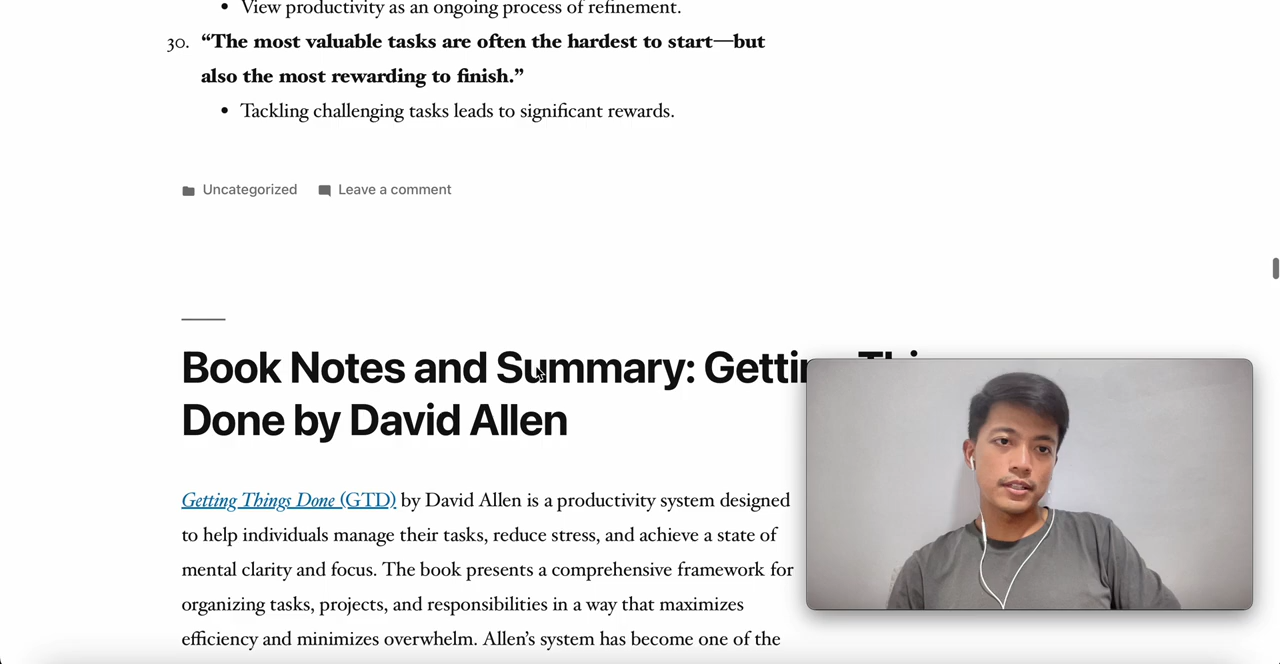 • View productivity as an ongoing process of refinement.
30. “The most valuable tasks are often the hardest to start—but
also the most rewarding to finish.”
• Tackling challenging tasks leads to significant rewards.
Uncategorized Leave a comment
Book Notes and Summary: Getting
Done by David Allen
Getting Things Done (GTD) by David Allen is a productivity system designed
to help individuals manage their tasks, reduce stress, and achieve a state of
mental clarity and focus. The book presents a comprehensive framework for
organizing tasks, projects, and responsibilities in a way that maximizes
efficiency and minimizes overwhelm. Allen’s system has become one of the